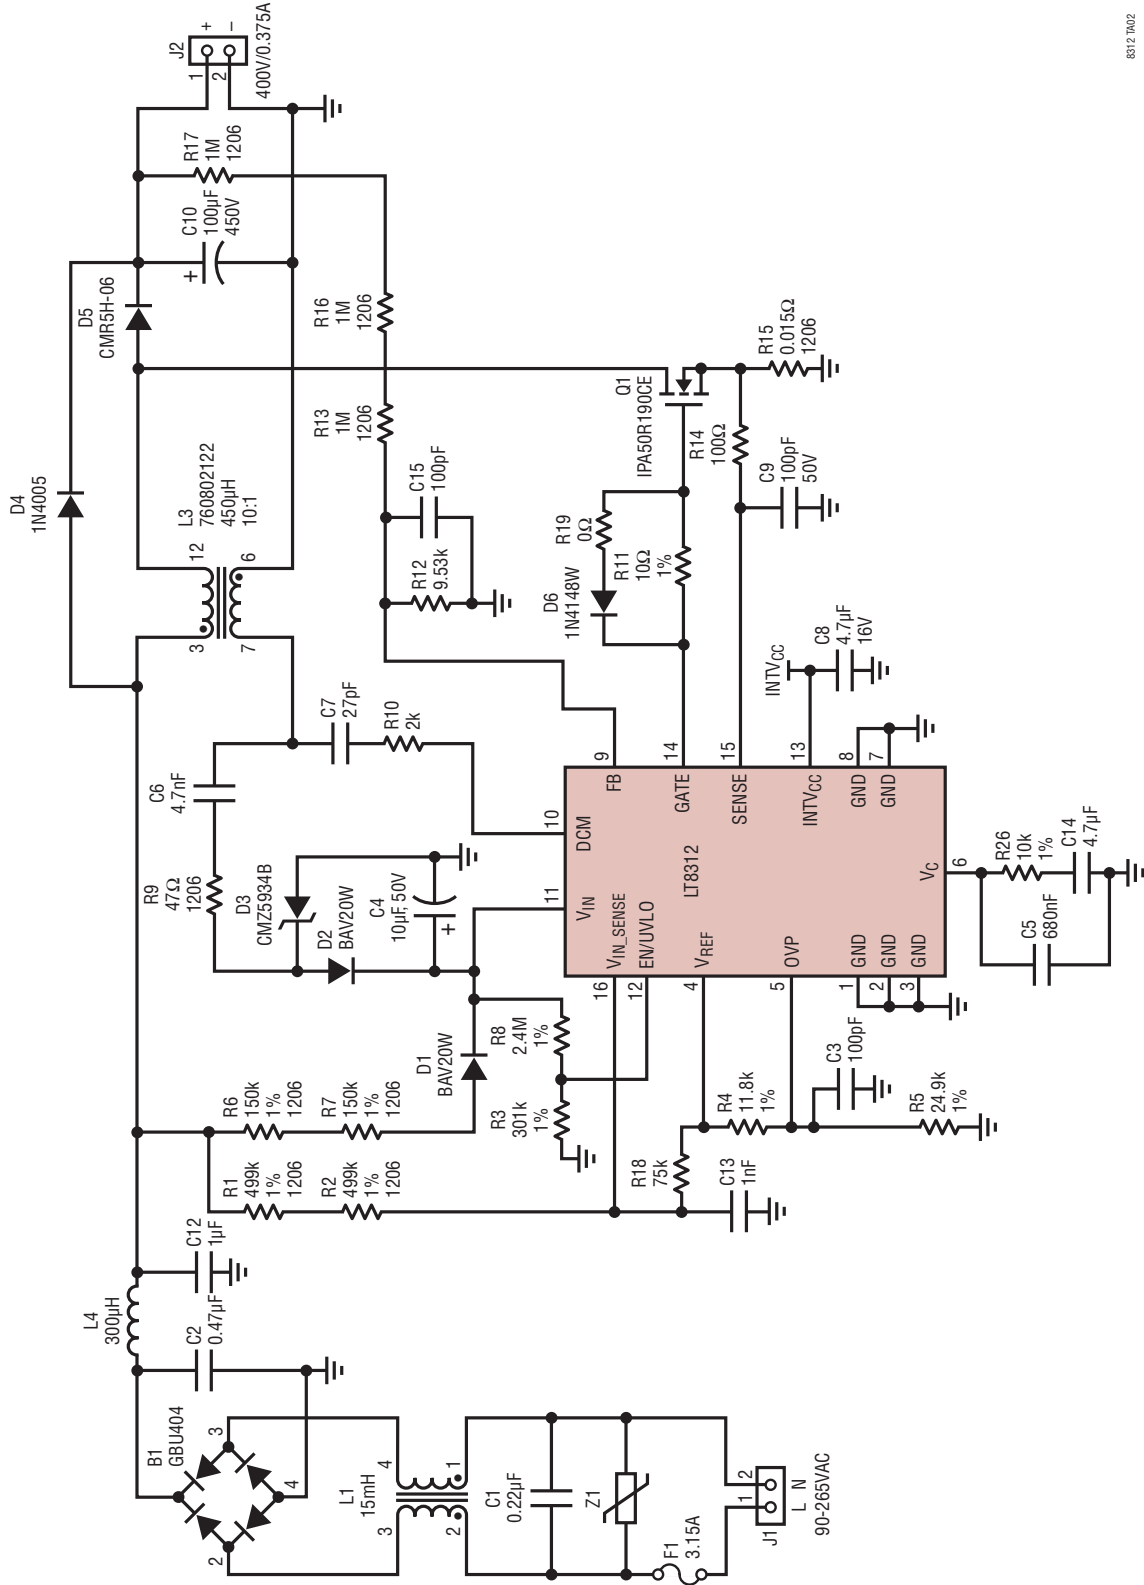 8312 TA02
J2
+
–
1
2
400V/0.375A
R17
1M
1206
C10
100µF
450V
+
D5
CMR5H-06
D4
1N4005
L3
760802122
450µH
10:1
12
6
3
7
R16
1M
1206
R13
1M
1206
C15
100pF
R12
9.53k
Q1
IPA50R190CE
R15
0.015Ω
1206
R14
100Ω
C9
100pF
50V
R19
0Ω
D6
1N4148W
R11
10Ω
1%
INTVCC
C8
4.7µF
16V
C7
27pF
R10
2k
C6
4.7nF
R9
47Ω
1206
D3
CMZ5934B
D2
BAV20W
C4
10µF, 50V
+
D1
BAV20W
R8
2.4M
1%
R3
301k
1%
R6
150k
1%
1206
R7
150k
1%
1206
R1
499k
1%
1206
R2
499k
1%
1206
LT8312
9
FB
14
GATE
15
SENSE
13
INTVCC
8
GND
7
GND
10
DCM
11
VIN
16
VIN_SENSE
12
EN/UVLO
4
VREF
5
OVP
1
GND
2
GND
3
GND
VC
6
R26
10k
1%
C14
4.7µF
C5
680nF
C3
100pF
R4
11.8k
1%
R5
24.9k
1%
R18
75k
C13
1nF
C12
1µF
L4
300µH
C2
0.47µF
B1
GBU404
3
4
2
L1
15mH
4
1
3
2
C1
0.22µF
Z1
F1
3.15A
J1
1
2
L
N
90-265VAC